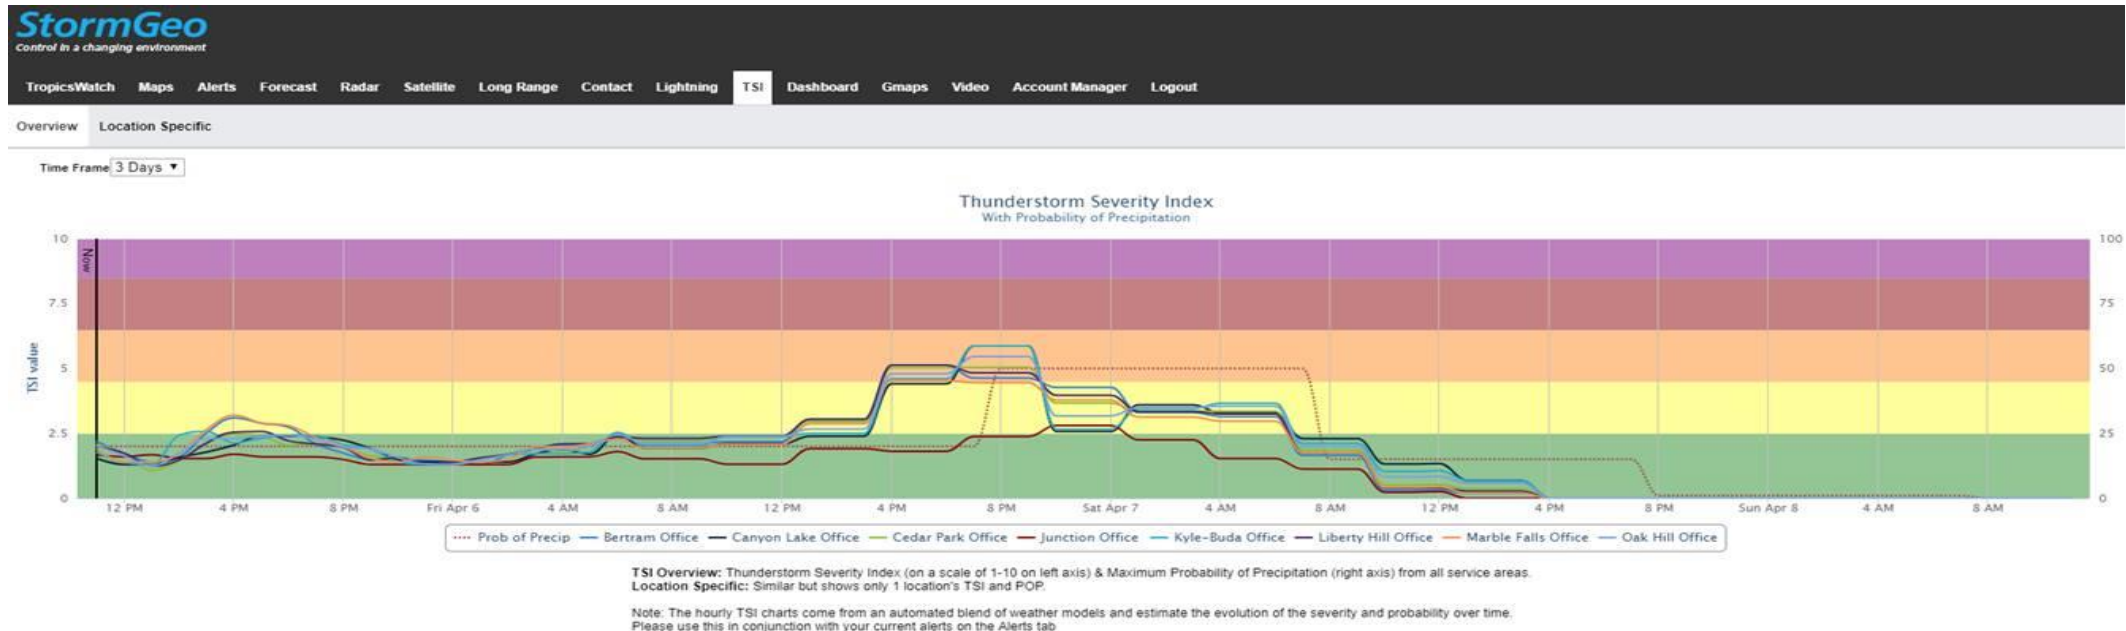 StormGeo
Control in a changing environment
TropicsWatch Maps Alerts Forecast Radar Satellite Long Range Contact Lightning TSI Dashboard Gmaps Video Account Manager Logout
Overview Location Specific
Time Frame 3 Days ▼
Thunderstorm Severity Index
With Probability of Precipitation
10 100
Now
7.5 75
TSI value
5 50
2.5 25
0 0
12 PM 4 PM 8 PM Fri Apr 6 4 AM 8 AM 12 PM 4 PM 8 PM Sat Apr 7 4 AM 8 AM 12 PM 4 PM 8 PM Sun Apr 8 4 AM 8 AM
Prob of Precip Bertram Office Canyon Lake Office Cedar Park Office Junction Office Kyle-Buda Office Liberty Hill Office Marble Falls Office Oak Hill Office
TSI Overview: Thunderstorm Severity Index (on a scale of 1-10 on left axis) & Maximum Probability of Precipitation (right axis) from all service areas.
Location Specific: Similar but shows only 1 location's TSI and POP.
Note: The hourly TSI charts come from an automated blend of weather models and estimate the evolution of the severity and probability over time.
Please use this in conjunction with your current alerts on the Alerts tab